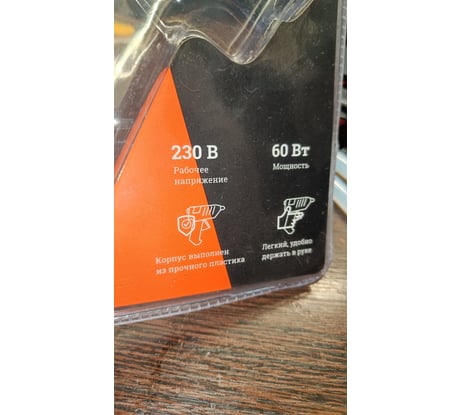 230 В
Рабочее
напряжение
60 Вт
Мощность
Корпус выполнен
из прочного пластика
Легкий, удобно
держать в руке